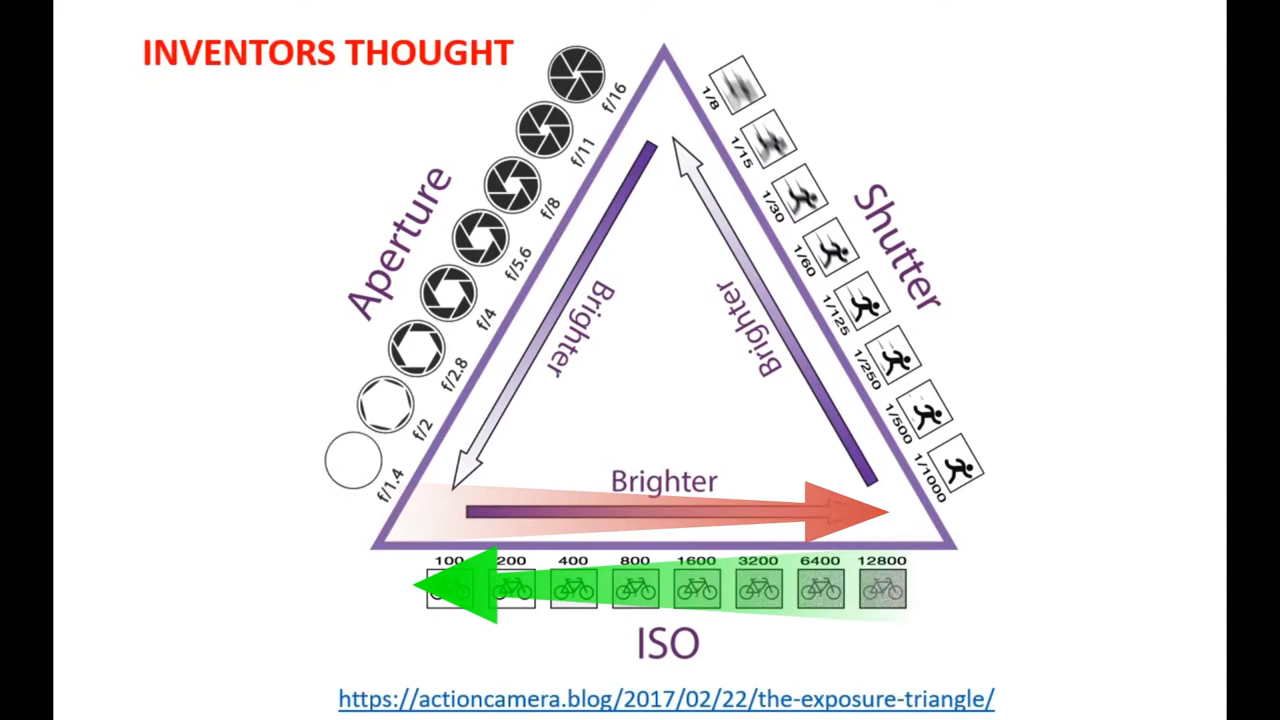 INVENTORS THOUGHT
Aperture
f/16
f/11
f/8
f/5.6
f/4
f/2.8
f/2
f/1.4
Shutter
1/8
1/15
1/30
1/60
1/125
1/250
1/500
1/1000
Brighter
Brighter
Brighter
100 200 400 800 1600 3200 6400 12800
ISO
https://actioncamera.blog/2017/02/22/the-exposure-triangle/